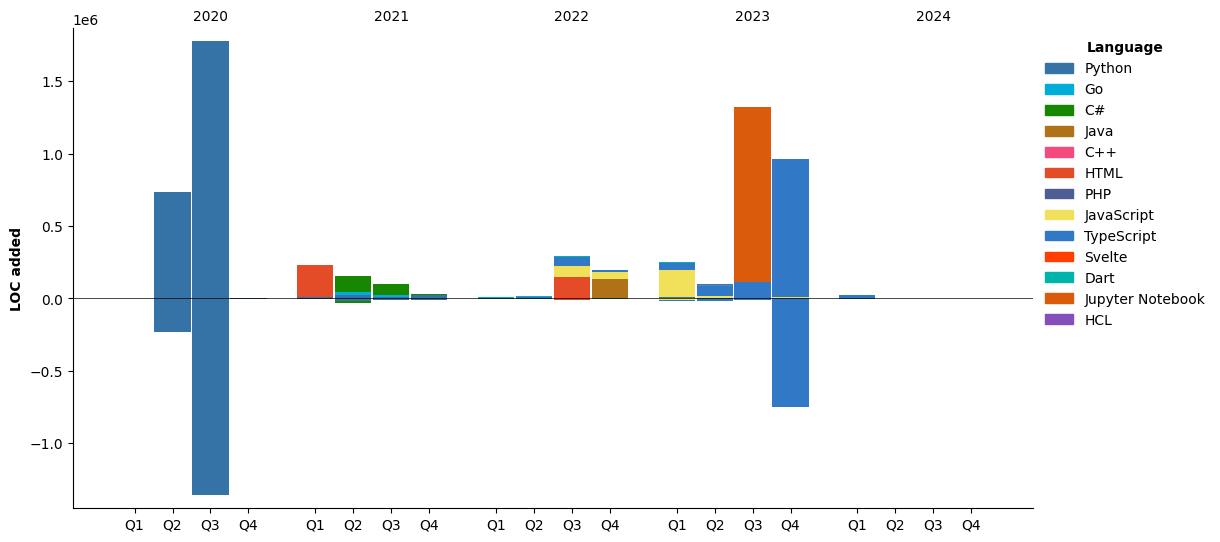 1e6
2020 2021 2022 2023 2024
LOC added
1.5
1.0
0.5
0.0
−0.5
−1.0
Q1 Q2 Q3 Q4 Q1 Q2 Q3 Q4 Q1 Q2 Q3 Q4 Q1 Q2 Q3 Q4 Q1 Q2 Q3 Q4
Language
Python
Go
C#
Java
C++
HTML
PHP
JavaScript
TypeScript
Svelte
Dart
Jupyter Notebook
HCL